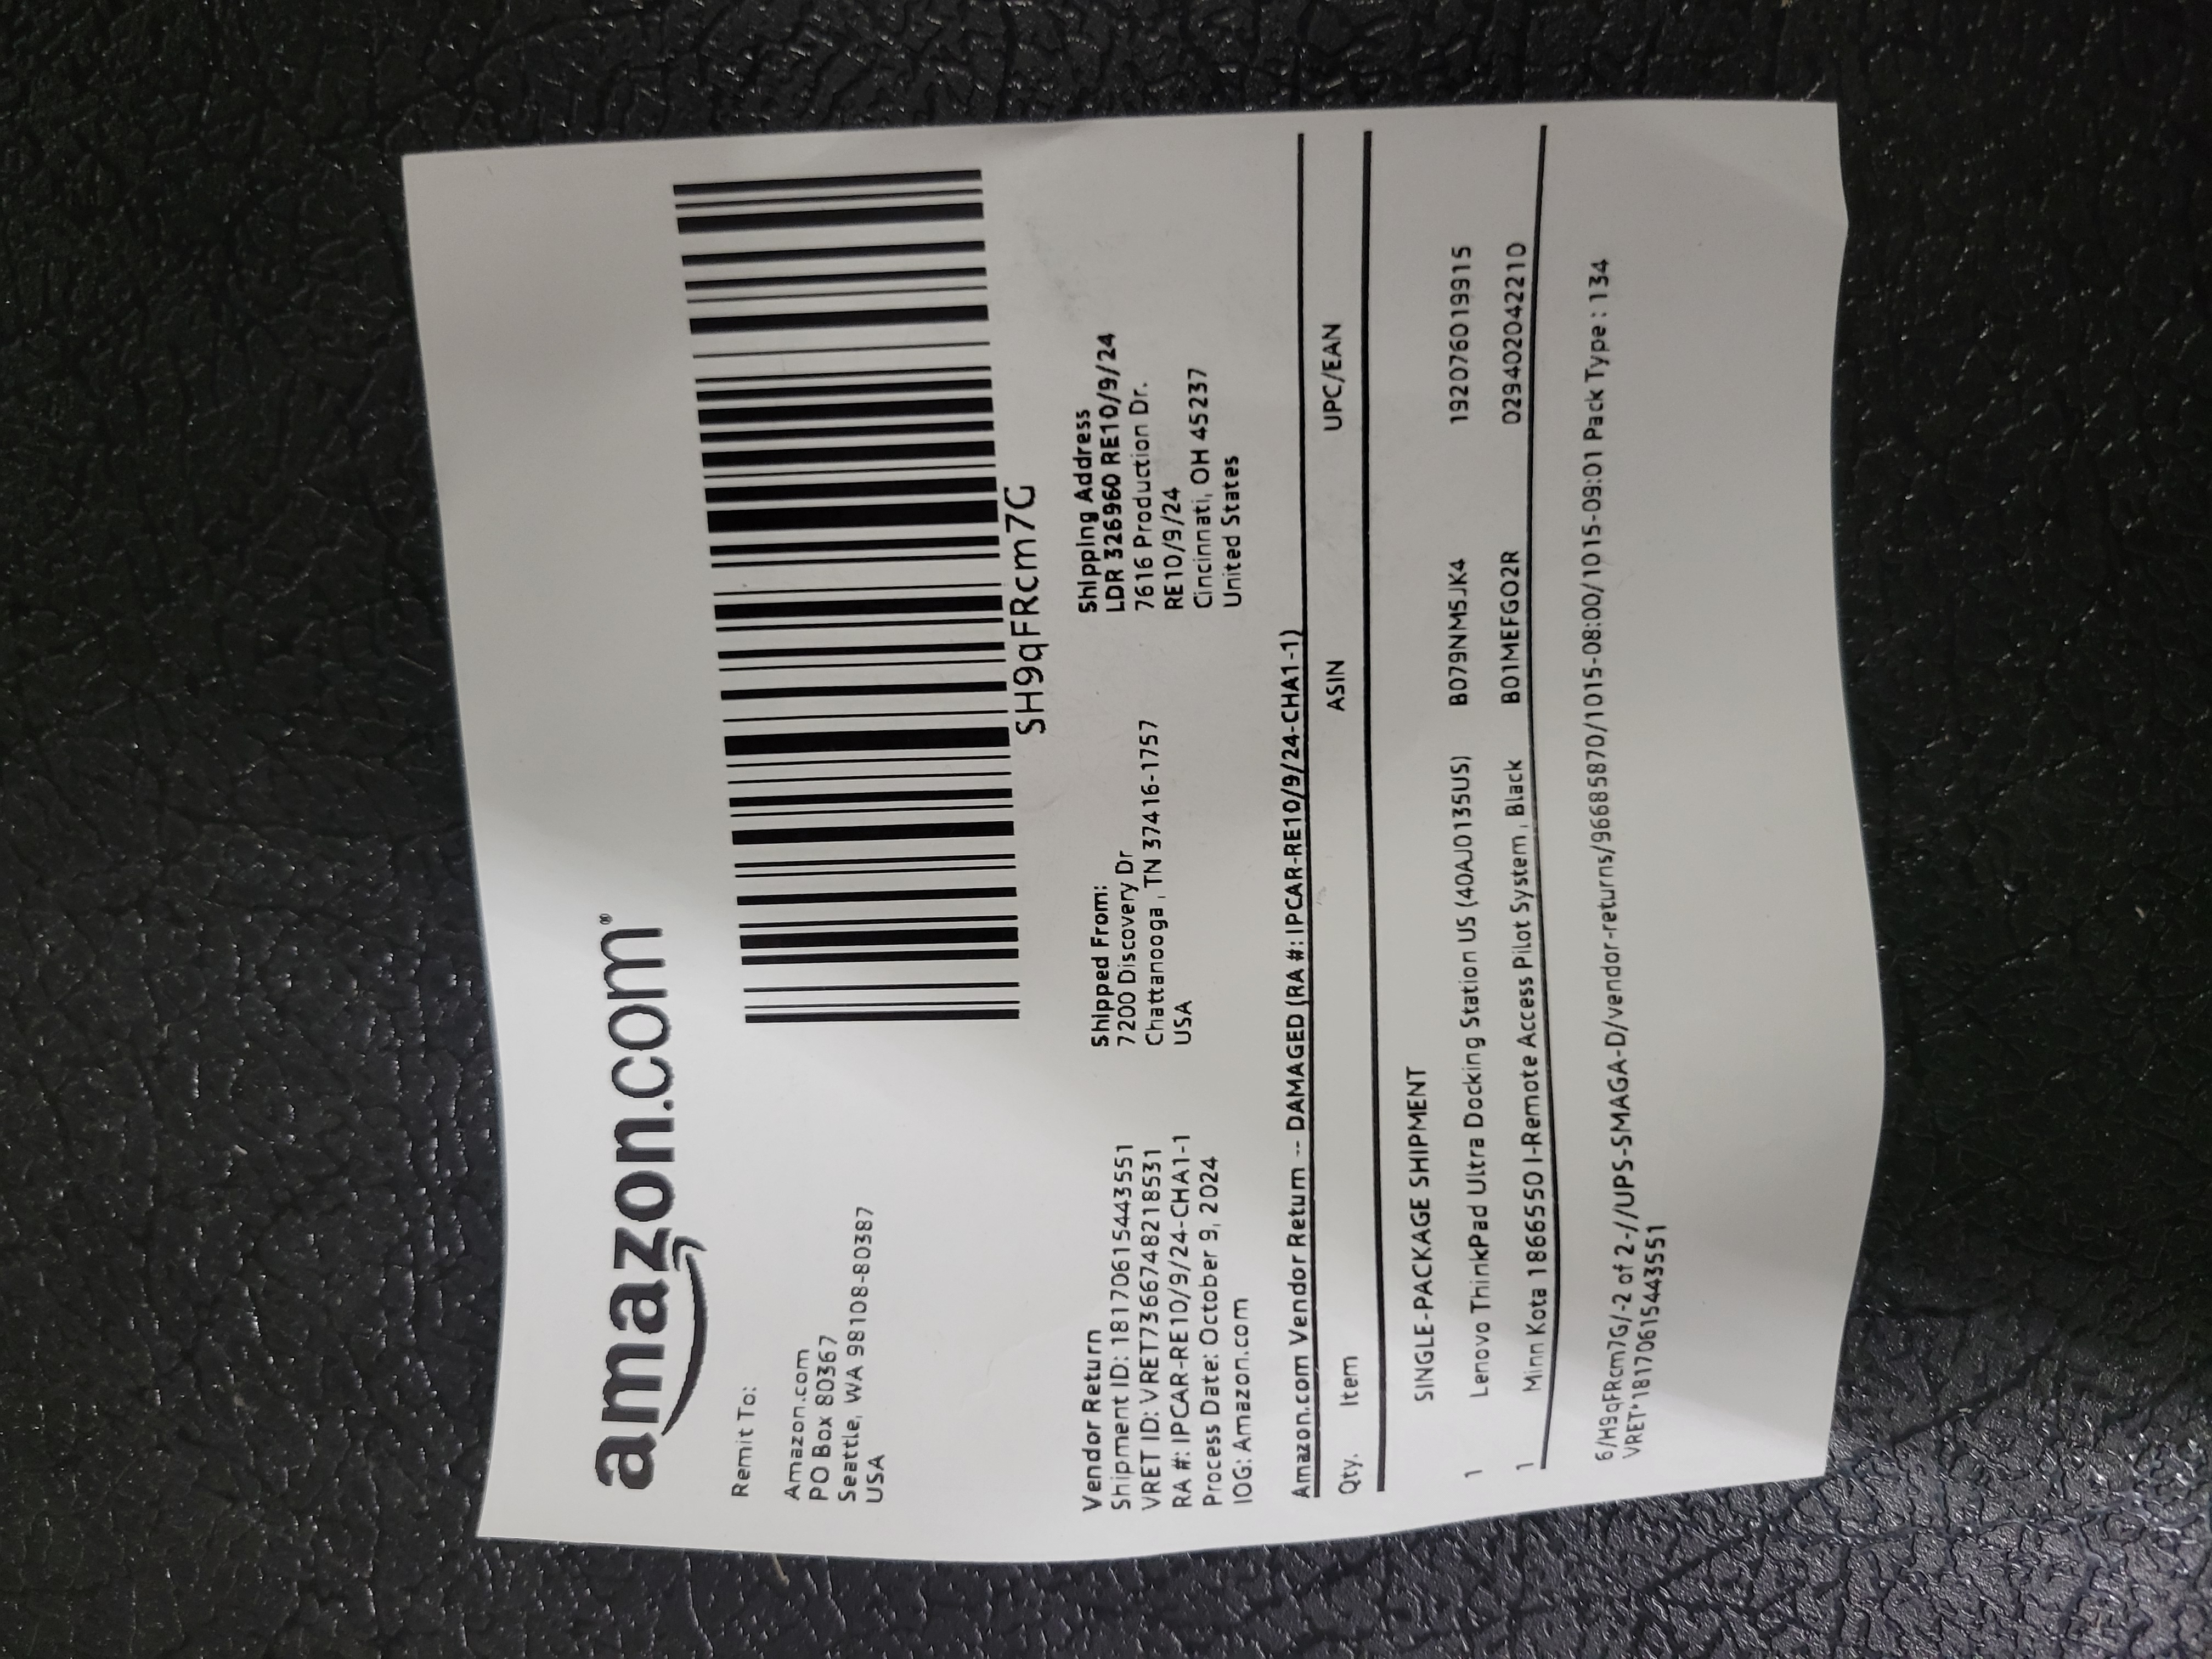 amazon.com®
Remit To:
Amazon.com
PO Box 80367
Seattle, WA 98108-80387
USA
SH9qFRcm7G
Vendor Return
Shipment ID: 18170615443551
VRET ID: VRET7366748218531
RA #: IPCAR-RE10/9/24-CHA1-1
Process Date: October 9, 2024
IOG: Amazon.com
Shipped From:
7200 Discovery Dr
Chattanooga, TN 37416-1757
USA
Shipping Address
LDR 326960 RE10/9/24
7616 Production Dr.
RE10/9/24
Cincinnati, OH 45237
United States
Amazon.com Vendor Return -- DAMAGED (RA #: IPCAR-RE10/9/24-CHA1-1)
Qty. Item ASIN UPC/EAN
SINGLE-PACKAGE SHIPMENT
1 Lenovo ThinkPad Ultra Docking Station US (40AJ0135US) B079NM5JK4 192076019915
1 Minn Kota 1866550 I-Remote Access Pilot System, Black B01MEFGO2R 029402042210
6/H9qFRcm7G/-2 of 2-//UPS-SMAGA-D/vendor-returns/966858870/1015-08:00/1015-09:01 Pack Type : 134
VRET*18170615443551